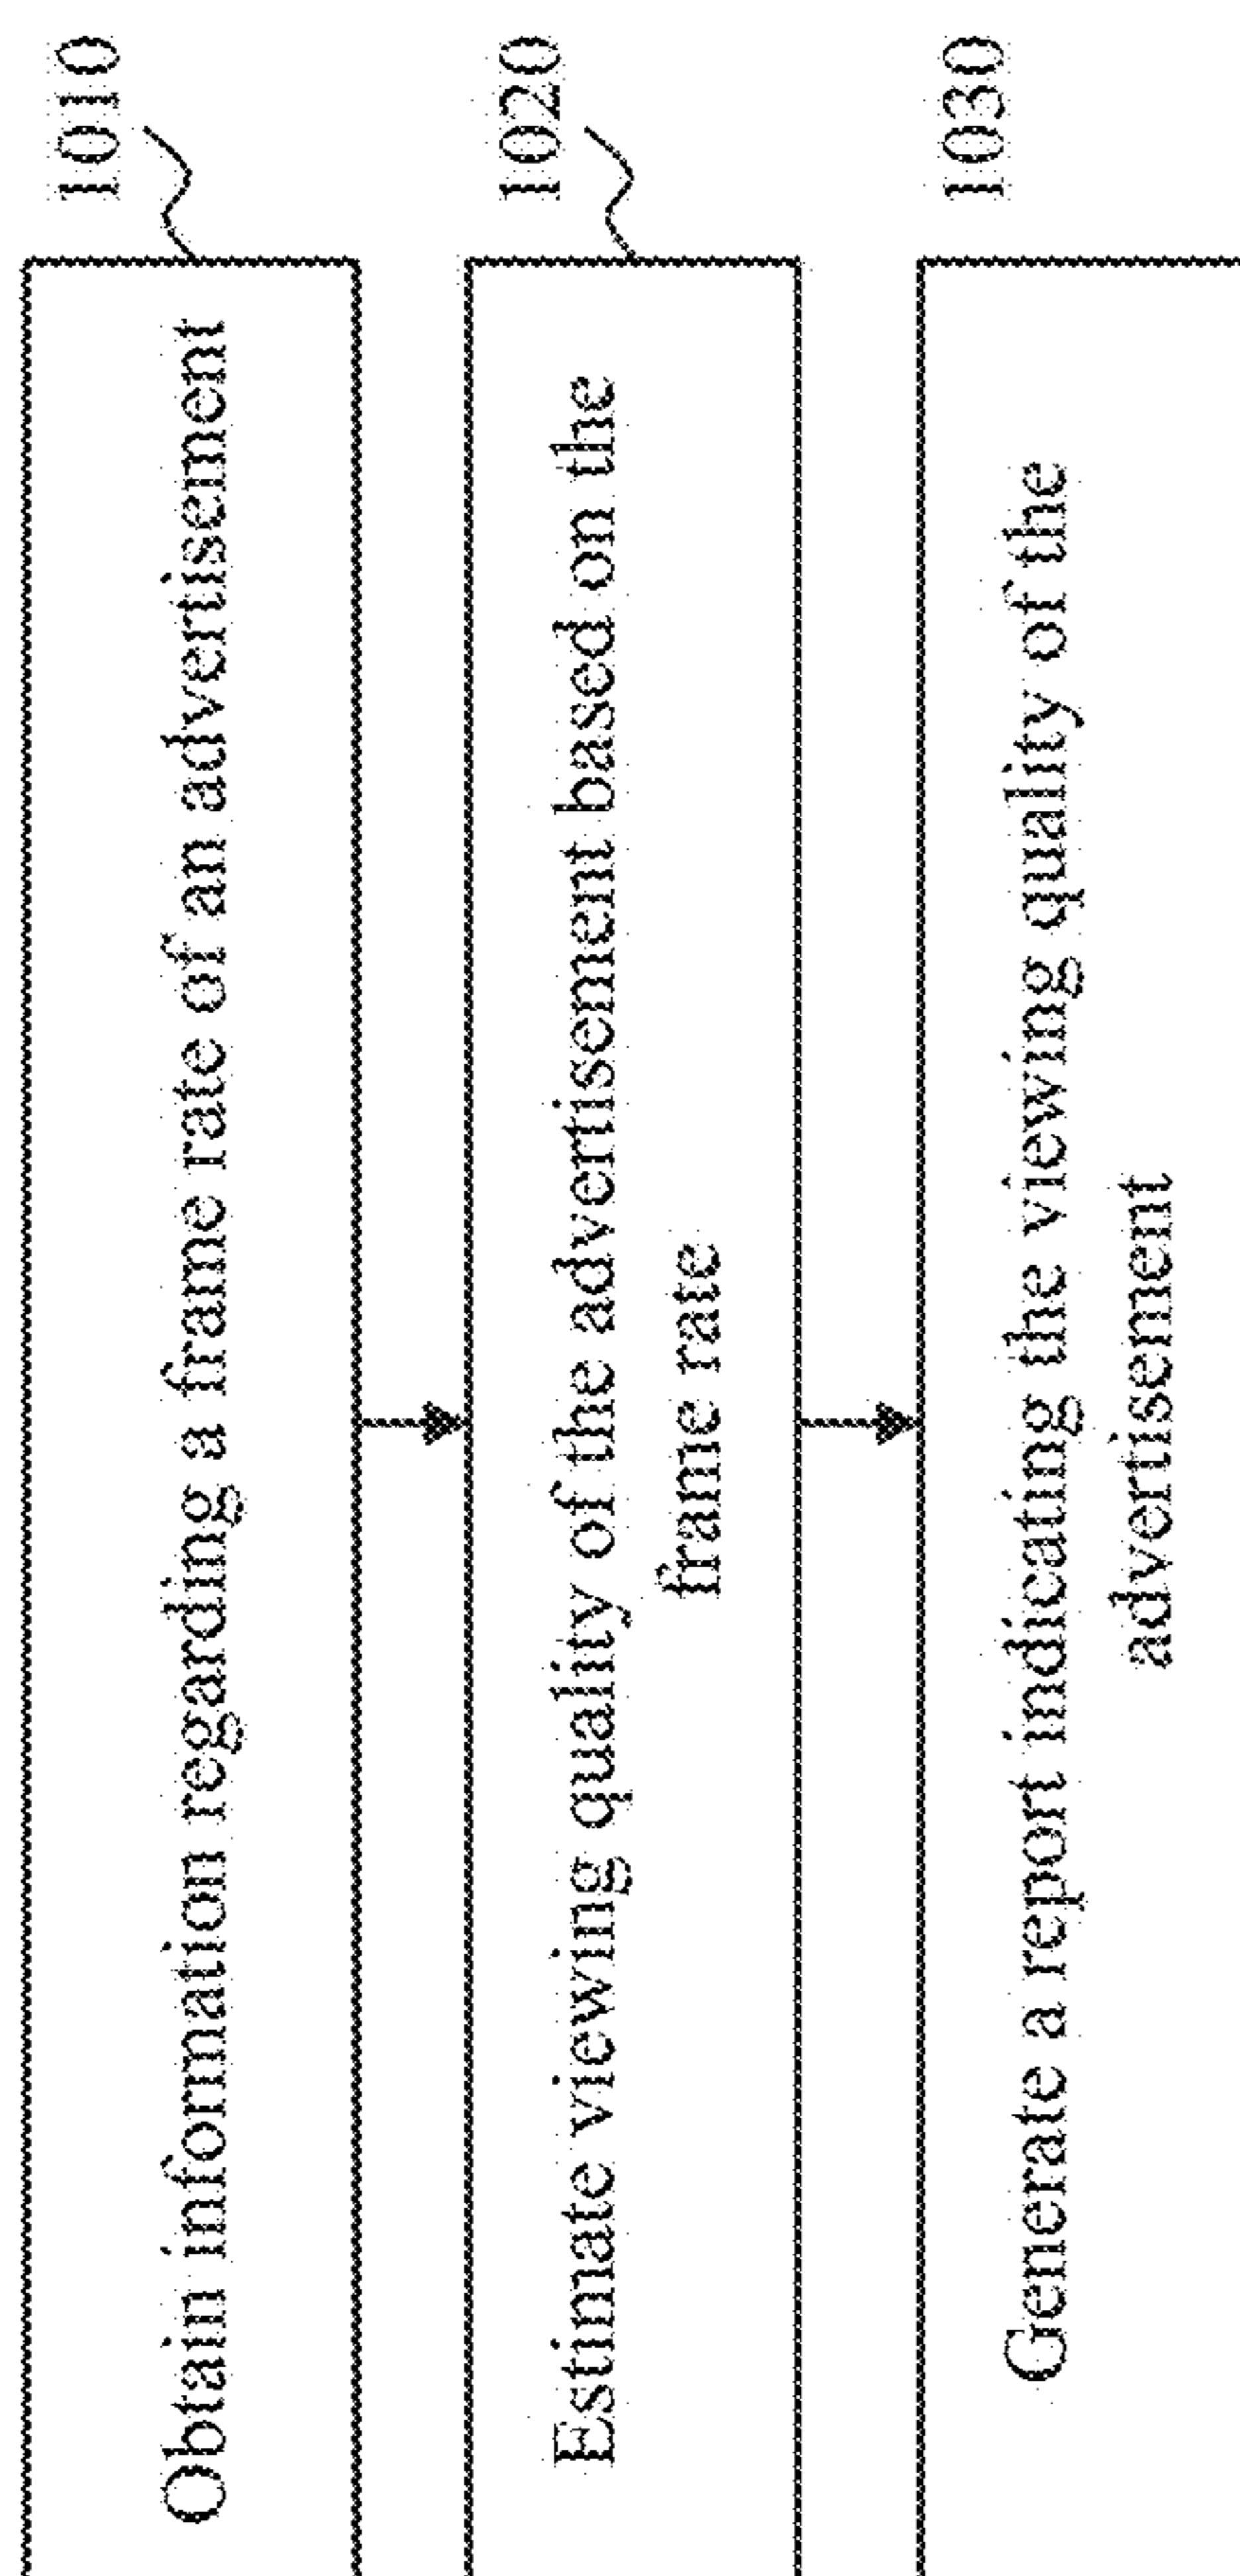 1010
Obtain information regarding a frame rate of an advertisement
1020
Estimate viewing quality of the advertisement based on the
frame rate
1030
Generate a report indicating the viewing quality of the
advertisement